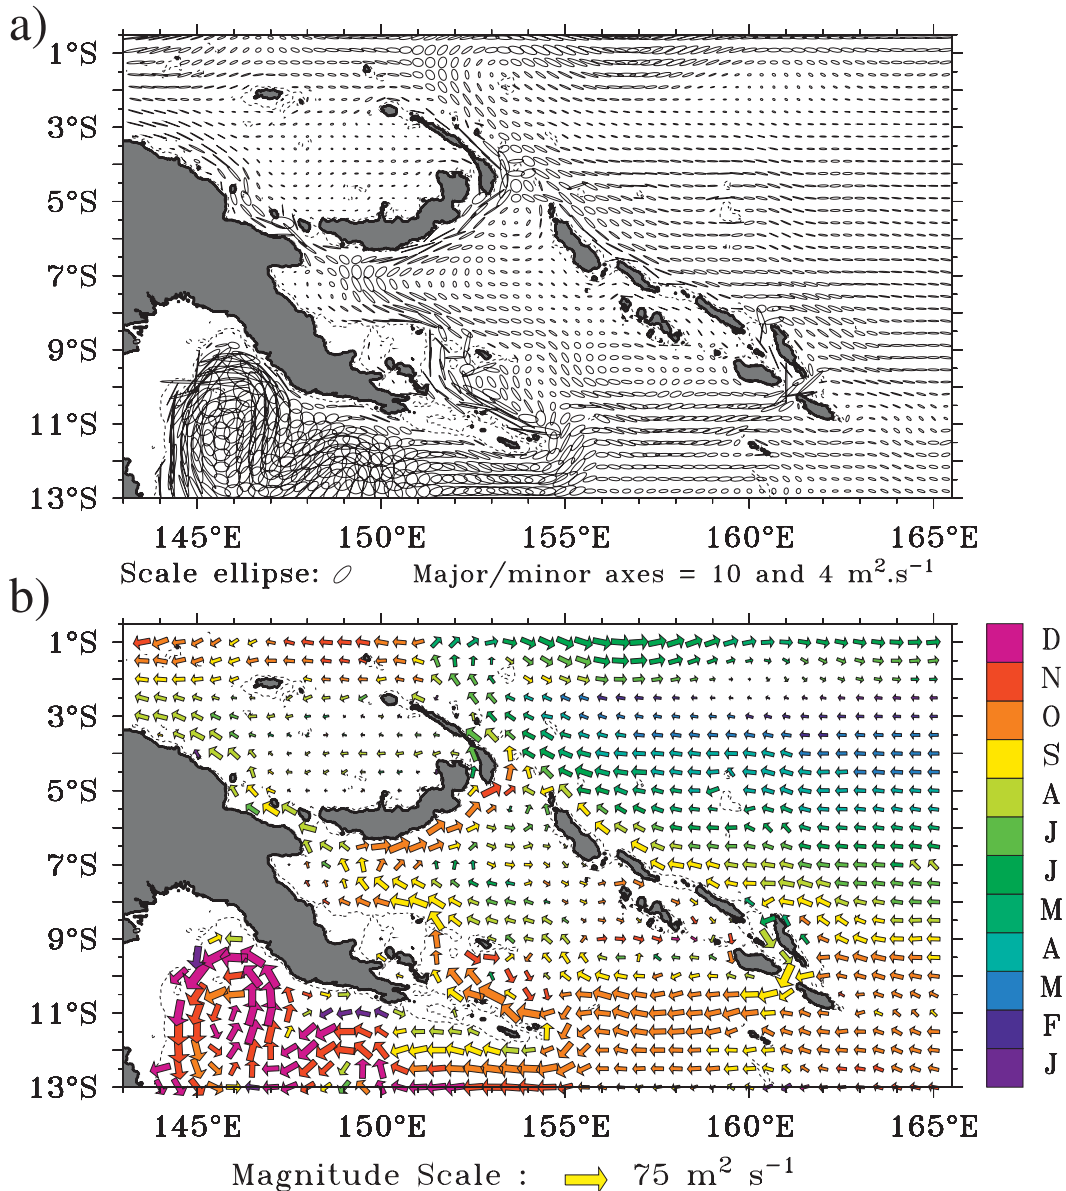 a)
1°S
3°S
5°S
7°S
9°S
11°S
13°S
145°E 150°E 155°E 160°E 165°E
Scale ellipse: Major/minor axes = 10 and 4 m².s⁻¹
b)
1°S
3°S
5°S
7°S
9°S
11°S
13°S
145°E 150°E 155°E 160°E 165°E
D
N
O
S
A
J
J
M
A
M
F
J
Magnitude Scale : 75 m² s⁻¹